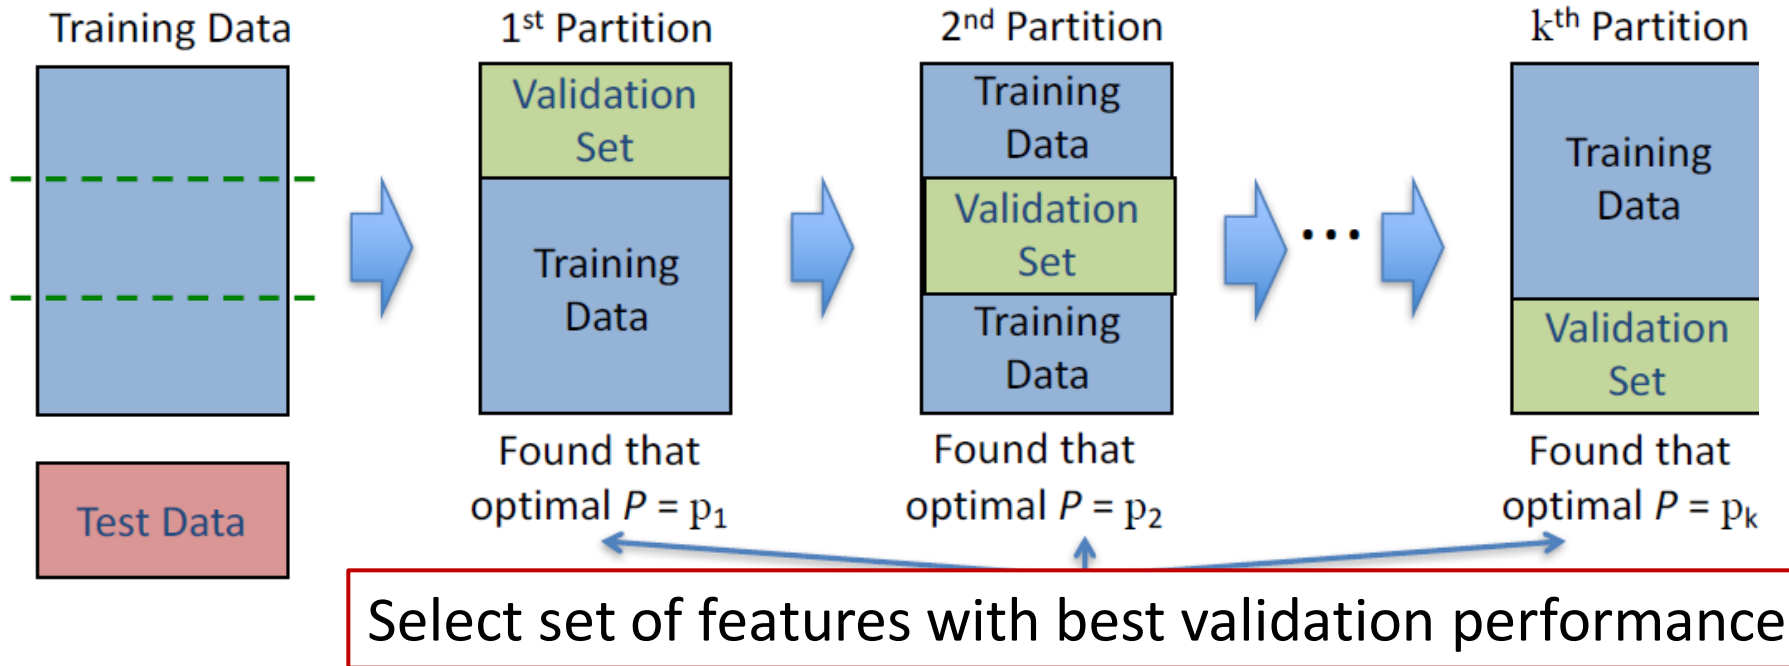 Training Data
Test Data
1st Partition
Validation
Set
Training
Data
Found that
optimal P = p1
2nd Partition
Training
Data
Validation
Set
Training
Data
Found that
optimal P = p2
...
kth Partition
Training
Data
Validation
Set
Found that
optimal P = pk
Select set of features with best validation performance